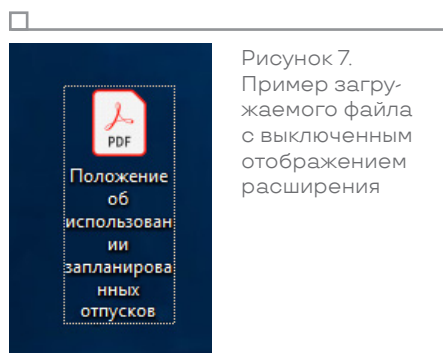 PDF
Положение
об
использован
ии
запланирова
нных
отпусков
Рисунок 7.
Пример загру-
жаемого файла
с выключенным
отображением
расширения